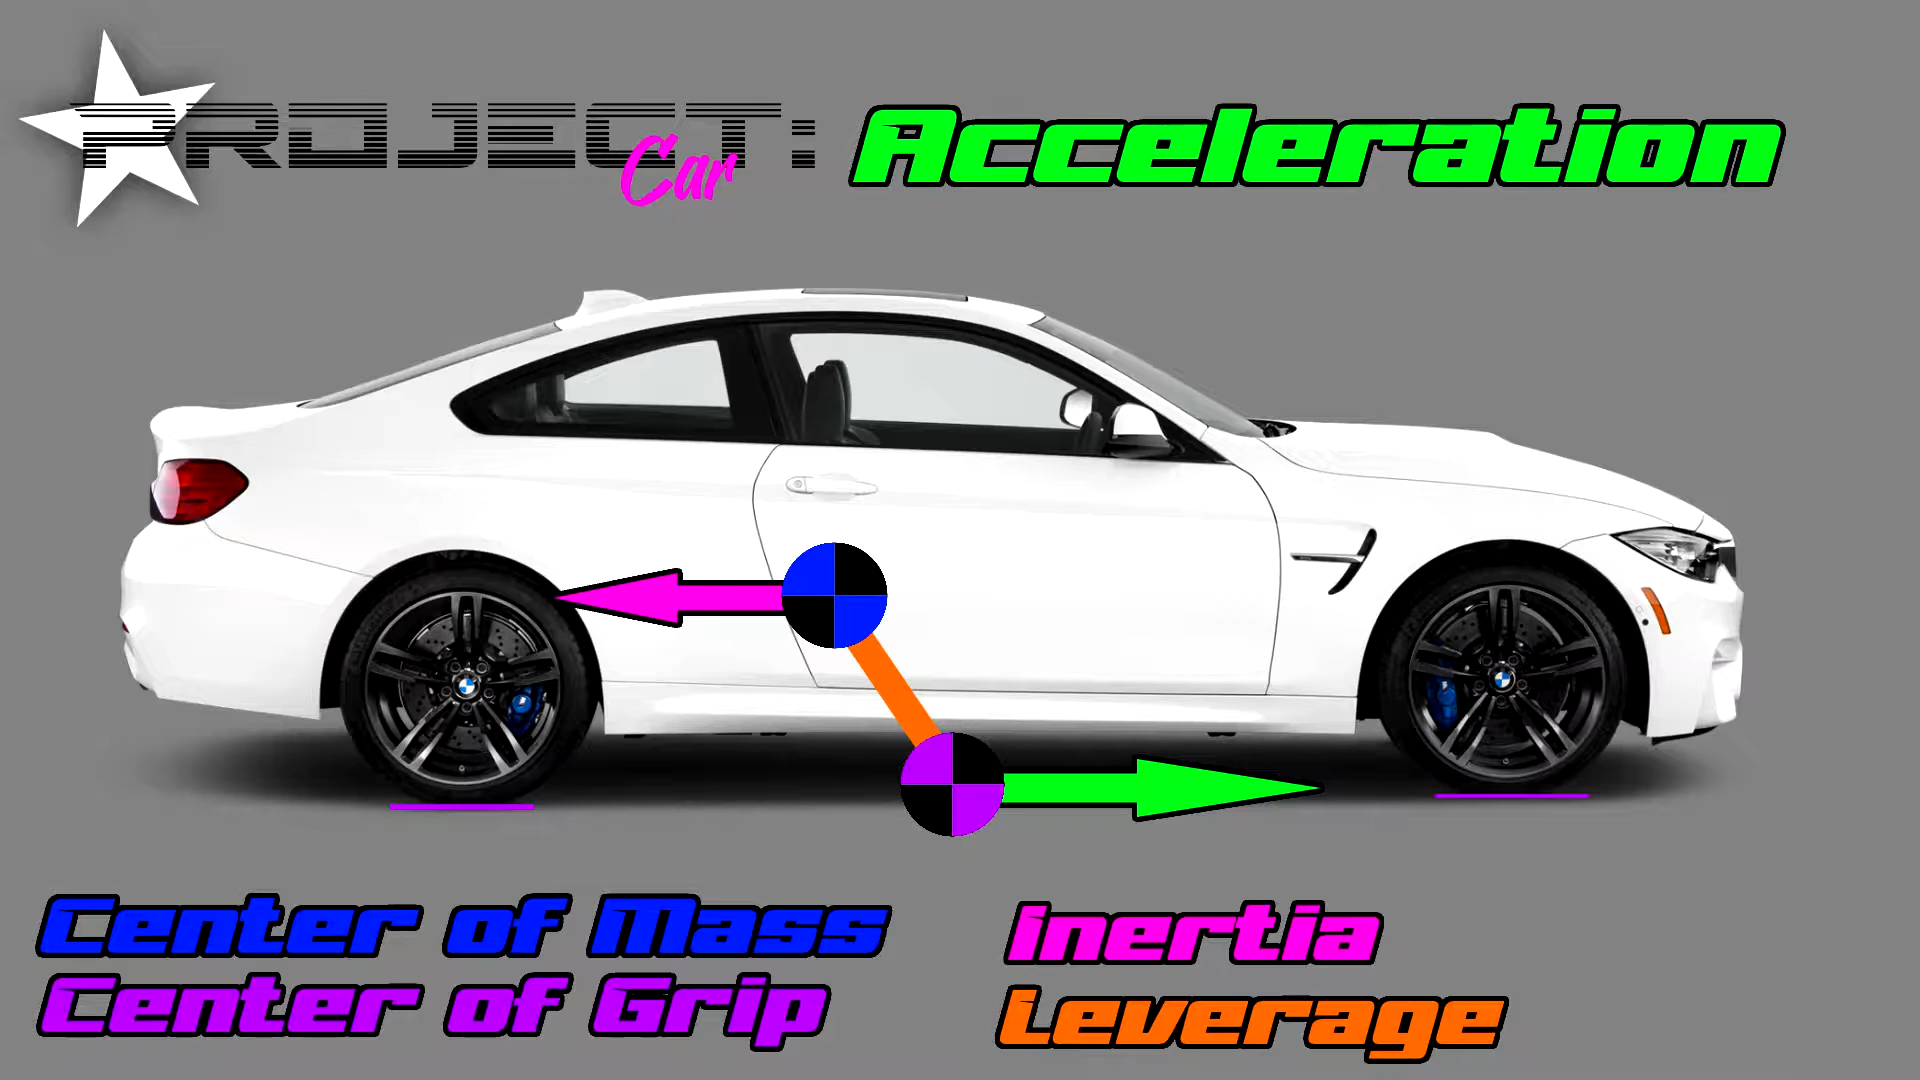 PROJECT: Acceleration
Car
Center of Mass
Center of Grip
Inertia
Leverage